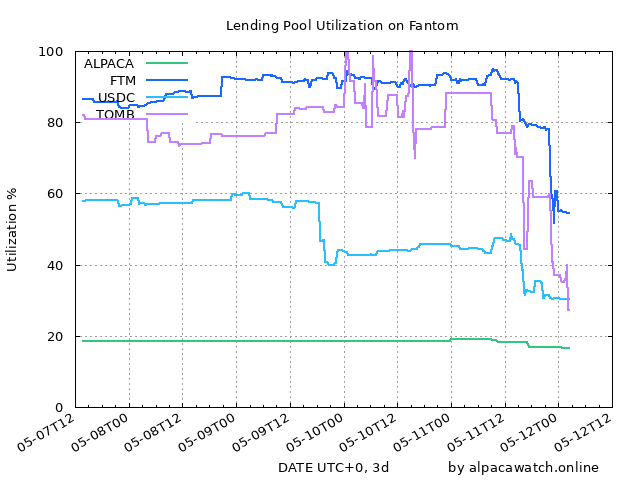 Lending Pool Utilization on Fantom
100
80
60
40
20
0
Utilization %
ALPACA
FTM
USDC
TOMB
05-07T12
05-08T00
05-08T12
05-09T00
05-09T12
05-10T00
05-10T12
05-11T00
05-11T12
05-12T00
05-12T12
DATE UTC+0, 3d
by alpacawatch.online